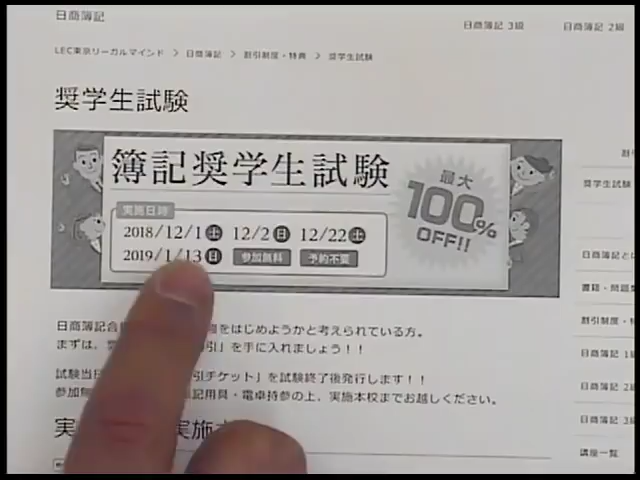 日商簿記
日商簿記 3級 日商簿記 2級
LEC東京リーガルマインド > 日商簿記 > 割引制度・特典 > 奨学生試験
奨学生試験
簿記奨学生試験
実施日時
2018/12/1土 12/2日 12/22土
2019/1/13日 参加無料 予約不要
最大
100%
OFF!!
奨学生試験
日商簿記と
書籍・問題
割引制度・
日商簿記
日商簿記 2
日商簿記 3
講座一覧
日商簿記合 をはじめようかと考えられている方。
まずは、 引」を手に入れましょう！！
試験当日 引チケット」を試験終了後発行します！！
参加無 記用具・電卓持参の上、実施本校までお越しください。
実 実施